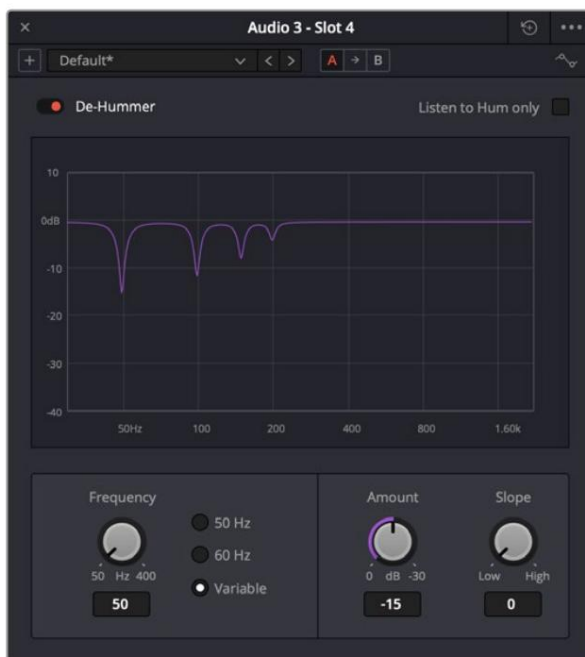 Audio 3 - Slot 4
Default*
A
B
De-Hummer
Listen to Hum only
10
0dB
-10
-20
-30
-40
50Hz 100 200 400 800 1.60k
Frequency
50 Hz 400
50
50 Hz
60 Hz
Variable
Amount
0 dB -30
-15
Slope
Low High
0